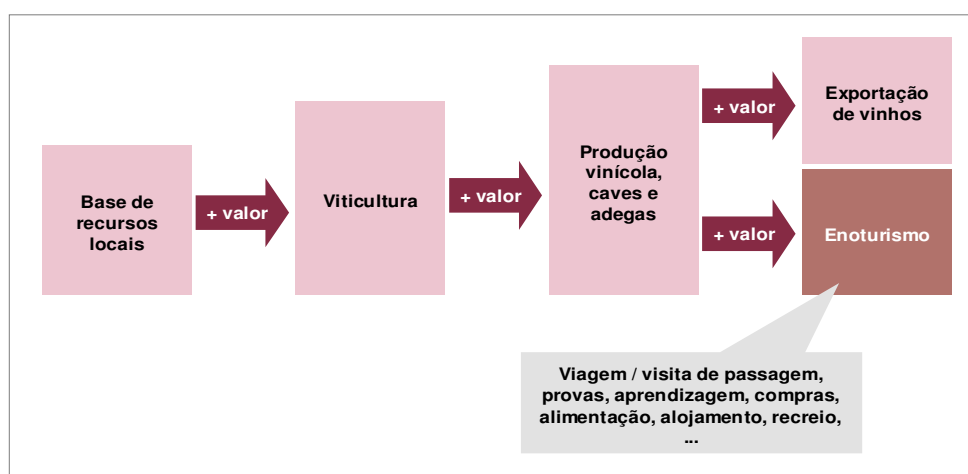 Base de
recursos
locais
+ valor
Viticultura
+ valor
Produção
vinícola,
caves e
adegas
+ valor
Exportação
de vinhos
+ valor
Enoturismo
Viagem / visita de passagem,
provas, aprendizagem, compras,
alimentação, alojamento, recreio,
...